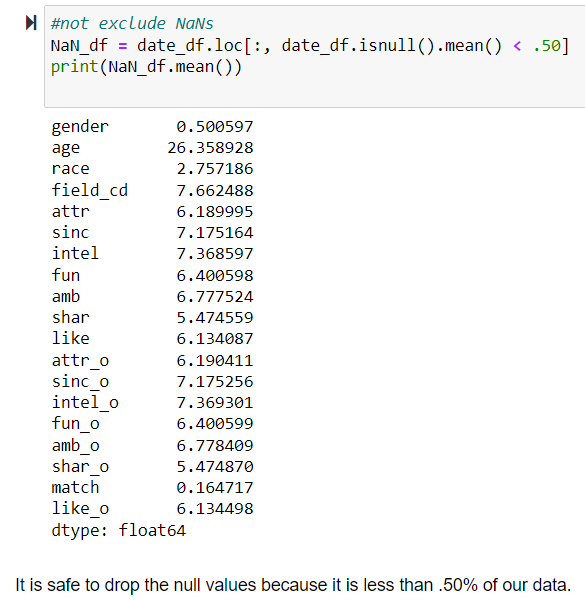 #not exclude NaNs
NaN_df = date_df.loc[:, date_df.isnull().mean() < .50]
print(NaN_df.mean())
gender 0.500597
age 26.358928
race 2.757186
field_cd 7.662488
attr 6.189995
sinc 7.175164
intel 7.368597
fun 6.400598
amb 6.777524
shar 5.474559
like 6.134087
attr_o 6.190411
sinc_o 7.175256
intel_o 7.369301
fun_o 6.400599
amb_o 6.778409
shar_o 5.474870
match 0.164717
like_o 6.134498
dtype: float64
It is safe to drop the null values because it is less than .50% of our data.